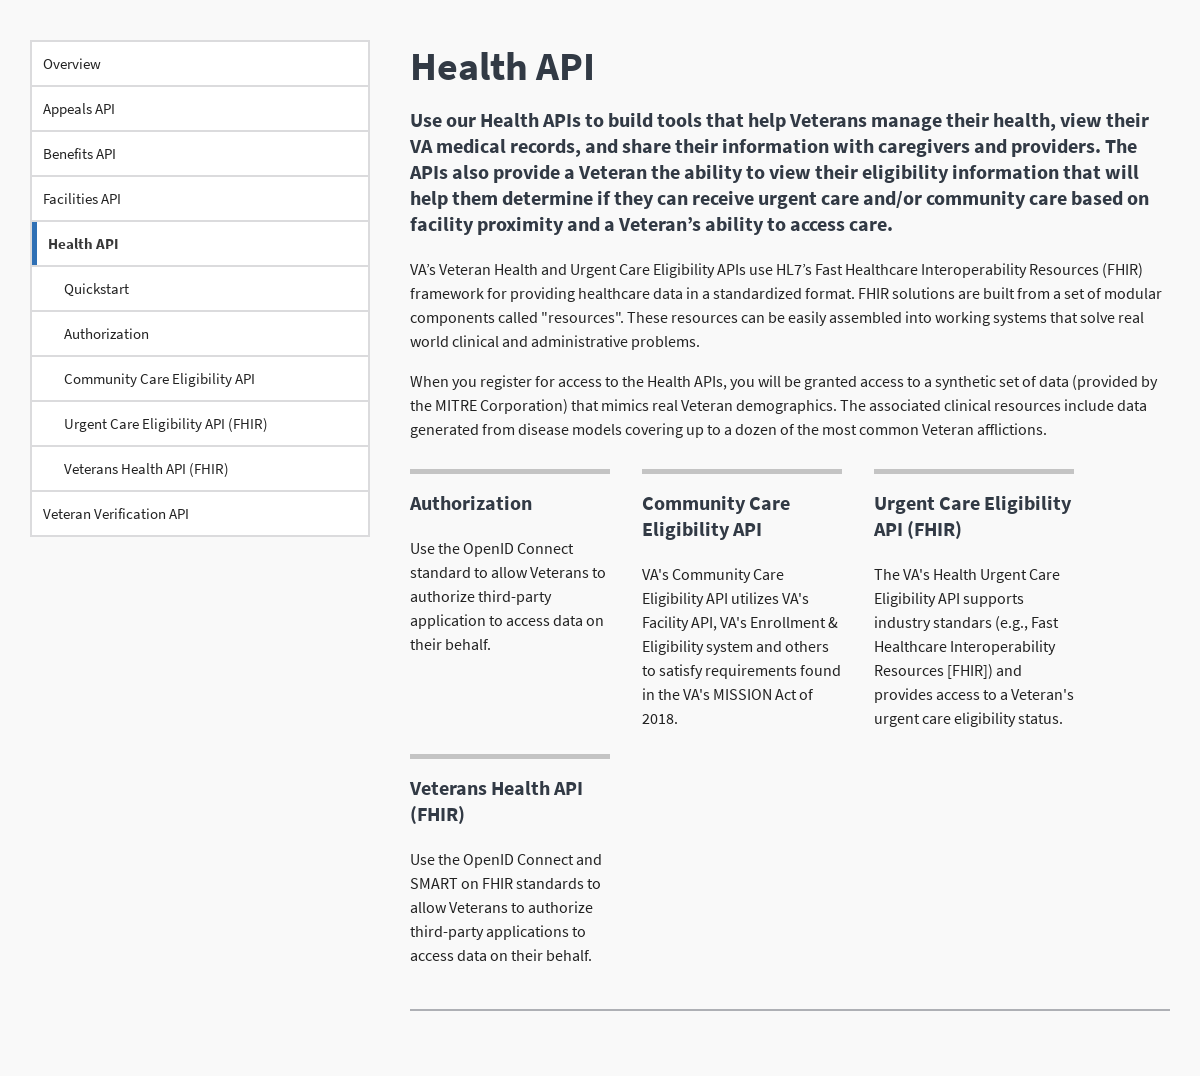 Overview
Appeals API
Benefits API
Facilities API
Health API
Quickstart
Authorization
Community Care Eligibility API
Urgent Care Eligibility API (FHIR)
Veterans Health API (FHIR)
Veteran Verification API
Health API
Use our Health APIs to build tools that help Veterans manage their health, view their
VA medical records, and share their information with caregivers and providers. The
APIs also provide a Veteran the ability to view their eligibility information that will
help them determine if they can receive urgent care and/or community care based on
facility proximity and a Veteran’s ability to access care.
VA’s Veteran Health and Urgent Care Eligibility APIs use HL7’s Fast Healthcare Interoperability Resources (FHIR)
framework for providing healthcare data in a standardized format. FHIR solutions are built from a set of modular
components called "resources". These resources can be easily assembled into working systems that solve real
world clinical and administrative problems.
When you register for access to the Health APIs, you will be granted access to a synthetic set of data (provided by
the MITRE Corporation) that mimics real Veteran demographics. The associated clinical resources include data
generated from disease models covering up to a dozen of the most common Veteran afflictions.
Authorization
Use the OpenID Connect
standard to allow Veterans to
authorize third-party
application to access data on
their behalf.
Community Care
Eligibility API
VA's Community Care
Eligibility API utilizes VA's
Facility API, VA's Enrollment &
Eligibility system and others
to satisfy requirements found
in the VA's MISSION Act of
2018.
Urgent Care Eligibility
API (FHIR)
The VA's Health Urgent Care
Eligibility API supports
industry standars (e.g., Fast
Healthcare Interoperability
Resources [FHIR]) and
provides access to a Veteran's
urgent care eligibility status.
Veterans Health API
(FHIR)
Use the OpenID Connect and
SMART on FHIR standards to
allow Veterans to authorize
third-party applications to
access data on their behalf.